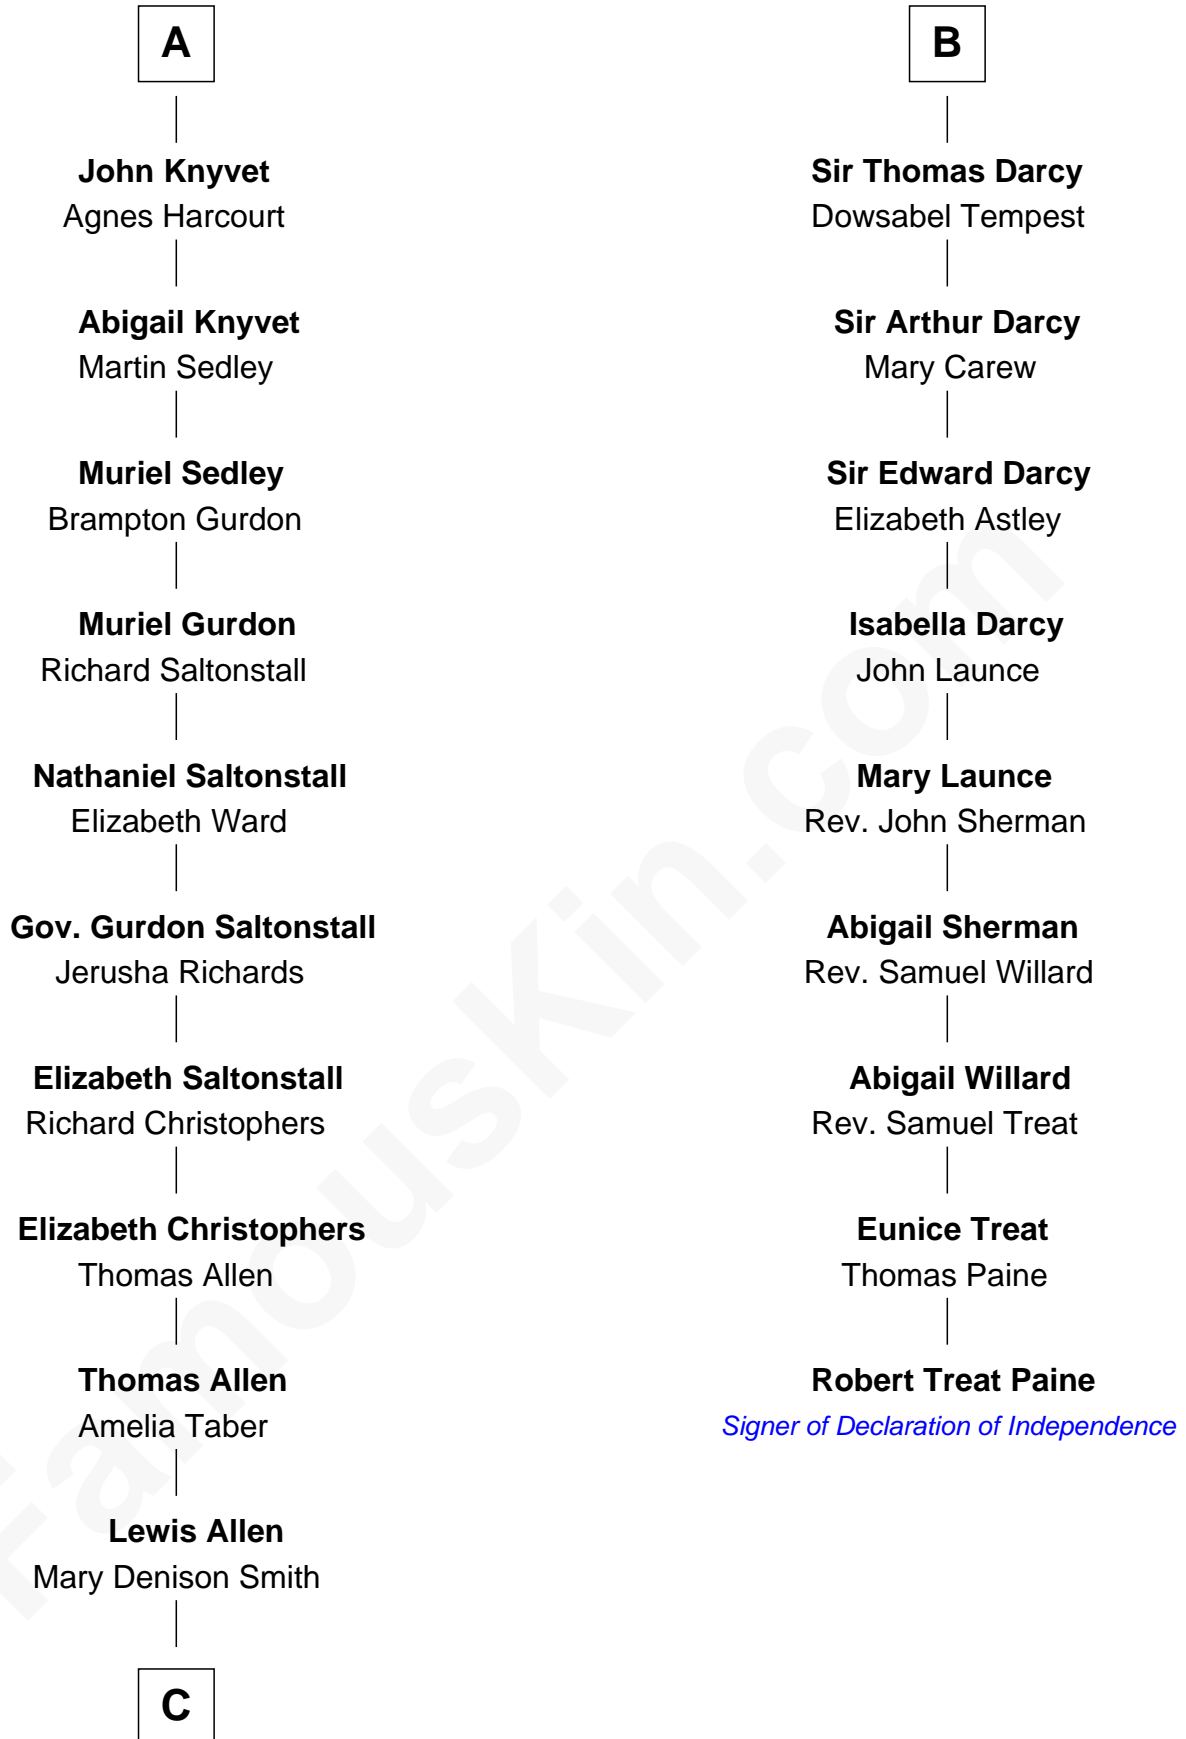 A
John Knyvet
Agnes Harcourt
Abigail Knyvet
Martin Sedley
Muriel Sedley
Brampton Gurdon
Muriel Gurdon
Richard Saltonstall
Nathaniel Saltonstall
Elizabeth Ward
Gov. Gurdon Saltonstall
Jerusha Richards
Elizabeth Saltonstall
Richard Christophers
Elizabeth Christophers
Thomas Allen
Thomas Allen
Amelia Taber
Lewis Allen
Mary Denison Smith
C
B
Sir Thomas Darcy
Dowsabel Tempest
Sir Arthur Darcy
Mary Carew
Sir Edward Darcy
Elizabeth Astley
Isabella Darcy
John Launce
Mary Launce
Rev. John Sherman
Abigail Sherman
Rev. Samuel Willard
Abigail Willard
Rev. Samuel Treat
Eunice Treat
Thomas Paine
Robert Treat Paine
Signer of Declaration of Independence
FamousKin.com